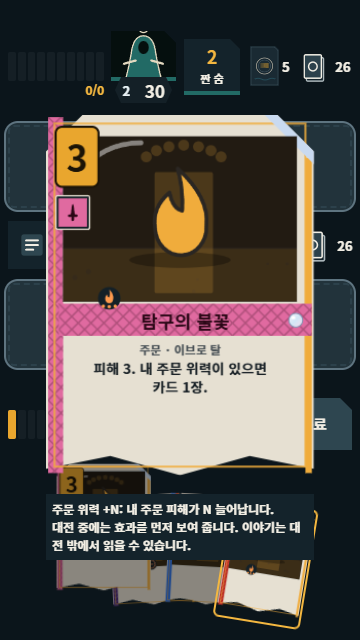 2
짠 숨
5
26
0/0
2 30
3
26
탐구의 불꽃
주문 · 이브로 탈
피해 3. 내 주문 위력이 있으면
카드 1장.
료
3
주문 위력 +N: 내 주문 피해가 N 늘어납니다.
대전 중에는 효과를 먼저 보여 줍니다. 이야기는 대
전 밖에서 읽을 수 있습니다.